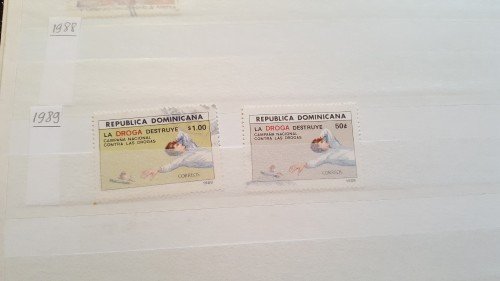 1988
1989
REPUBLICA DOMINICANA
LA DROGA DESTRUYE
$1.00
CAMPAÑA NACIONAL
CONTRA LAS DROGAS
CORREOS
1989
REPUBLICA DOMINICANA
LA DROGA DESTRUYE
50¢
CAMPAÑA NACIONAL
CONTRA LAS DROGAS
CORREOS
1989